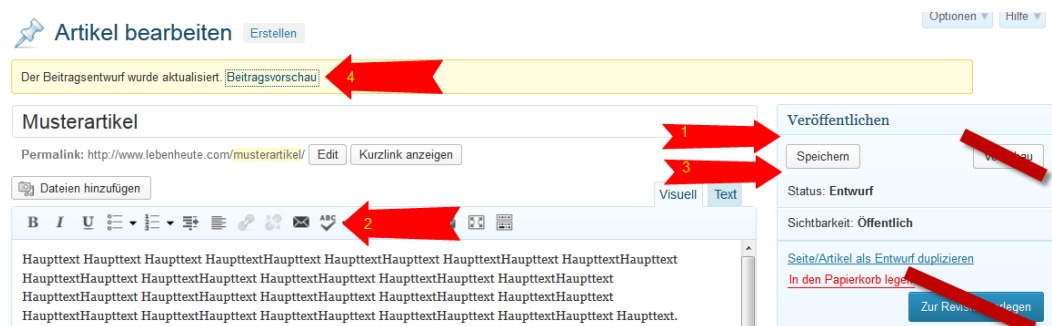 Optionen Hilfe
Artikel bearbeiten Erstellen
Der Beitragsentwurf wurde aktualisiert. Beitragsvorschau 4
Musterartikel
Permalink: http://www.lebenheute.com/musterartikel/ Edit Kurzlink anzeigen
Dateien hinzufügen
Visuell Text
B I U ABC 2
Haupttext Haupttext Haupttext HaupttextHaupttext HaupttextHaupttext HaupttextHaupttext HaupttextHaupttext
HaupttextHaupttext HaupttextHaupttext HaupttextHaupttext HaupttextHaupttext HaupttextHaupttext
HaupttextHaupttext HaupttextHaupttext HaupttextHaupttext HaupttextHaupttext HaupttextHaupttext
HaupttextHaupttext HaupttextHaupttext HaupttextHaupttext HaupttextHaupttext HaupttextHaupttext Haupttext.
1
3
Veröffentlichen
Speichern
Status: Entwurf
Sichtbarkeit: Öffentlich
Seite/Artikel als Entwurf duplizieren
In den Papierkorb legen
Zur